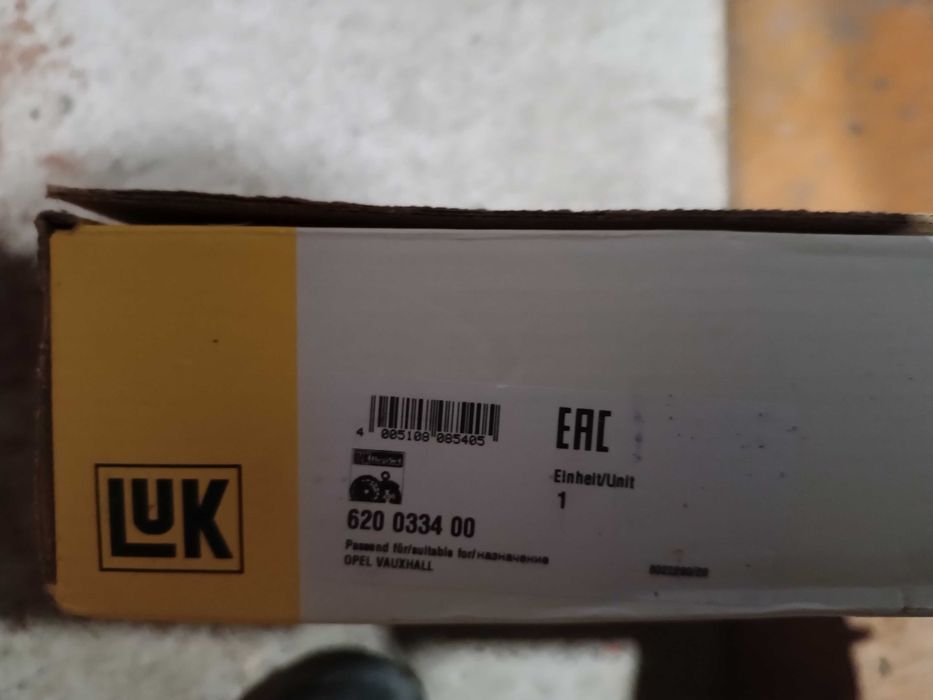 LUK
4 005108 085405
EAC
Einheit/Unit
1
620 0334 00
Passend für/suitable for/назначение
OPEL VAUXHALL